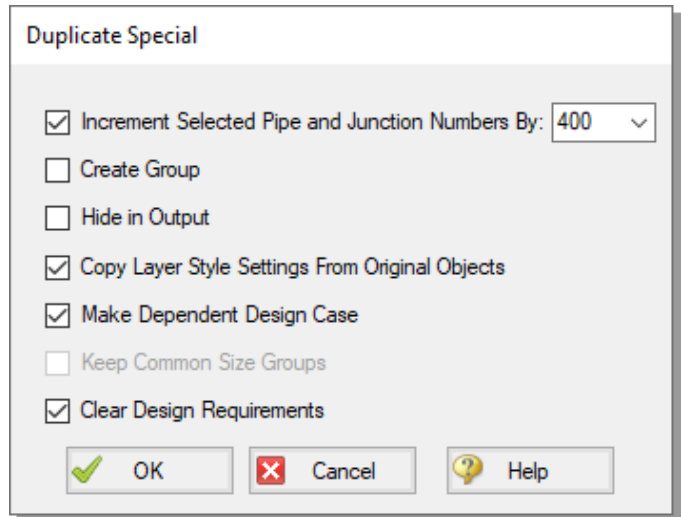 Duplicate Special
Increment Selected Pipe and Junction Numbers By: 400
Create Group
Hide in Output
Copy Layer Style Settings From Original Objects
Make Dependent Design Case
Keep Common Size Groups
Clear Design Requirements
OK Cancel Help